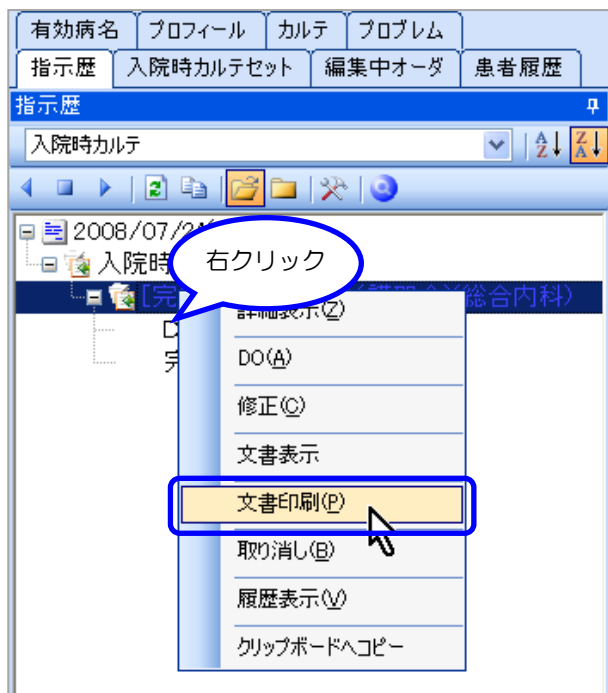 有効病名 プロフィール カルテ プロブレム
指示歴 入院時カルテセット 編集中オーダ 患者履歴
指示歴
入院時カルテ
2008/07/24
入院時
右クリック
[完 総合内科)
詳細表示(Z)
D
DO(A)
完
修正(C)
文書表示
文書印刷(P)
取り消し(B)
履歴表示(V)
クリップボードへコピー